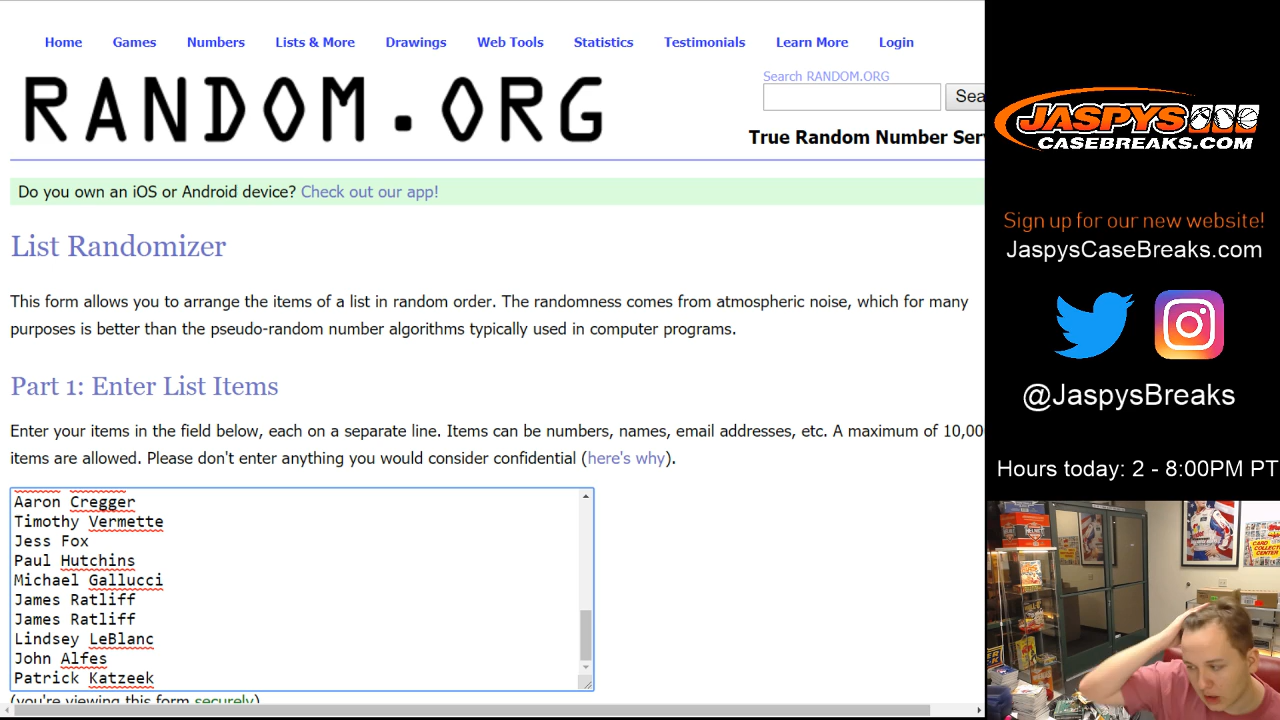 Home Games Numbers Lists & More Drawings Web Tools Statistics Testimonials Learn More Login
RANDOM.ORG
Search RANDOM.ORG
True Random Number Ser
Do you own an iOS or Android device? Check out our app!
List Randomizer
This form allows you to arrange the items of a list in random order. The randomness comes from atmospheric noise, which for many
purposes is better than the pseudo-random number algorithms typically used in computer programs.
Part 1: Enter List Items
Enter your items in the field below, each on a separate line. Items can be numbers, names, email addresses, etc. A maximum of 10,00
items are allowed. Please don't enter anything you would consider confidential (here's why).
Aaron Cregger
Timothy Vermette
Jess Fox
Paul Hutchins
Michael Gallucci
James Ratliff
James Ratliff
Lindsey LeBlanc
John Alfes
Patrick Katzeek
(you're viewing this form securely)
JASPYS
CASEBREAKS.COM
Sign up for our new website!
JaspysCaseBreaks.com
@JaspysBreaks
Hours today: 2 - 8:00PM PT